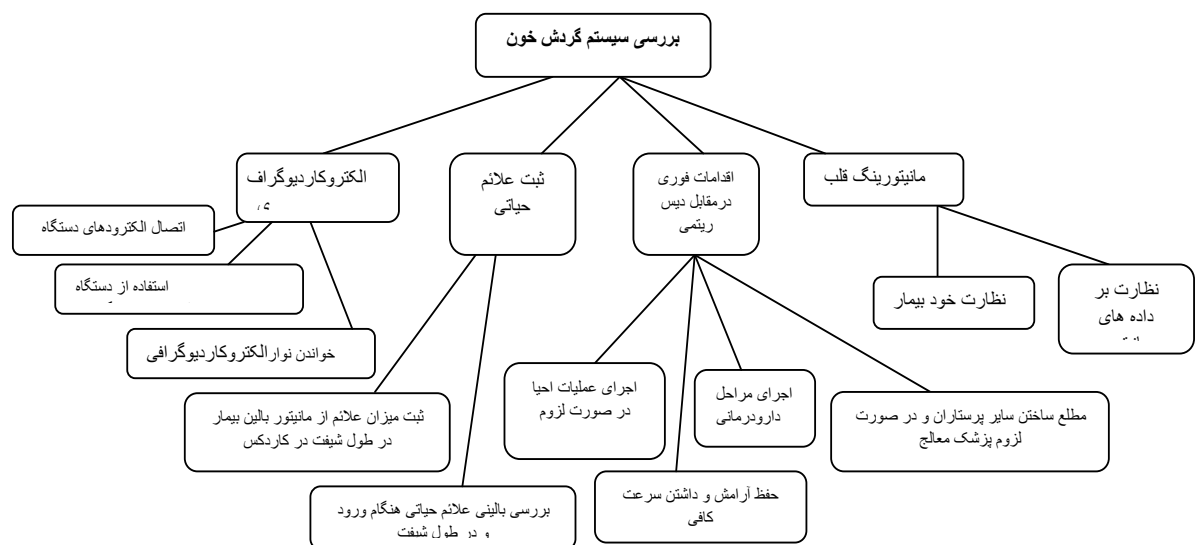 بررسی سیستم گردش خون
مانیتورینگ قلب
اقدامات فوری
درمقابل دیس
ریتمی
ثبت علائم
حیاتی
الکتروکاردیوگراف
ی
نظارت بر
داده های
نظارت خود بیمار
اتصال الکترودهای دستگاه
استفاده از دستگاه
خواندن نوارالکتروکاردیوگرافی
مطلع ساختن سایر پرستاران و در صورت
لزوم پزشک معالج
اجرای مراحل
دارودرمانی
اجرای عملیات احیا
در صورت لزوم
ثبت میزان علائم از مانیتور بالین بیمار
در طول شیفت در کاردکس
حفظ آرامش و داشتن سرعت
کافی
بررسی بالینی علائم حیاتی هنگام ورود
و در طول شیفت